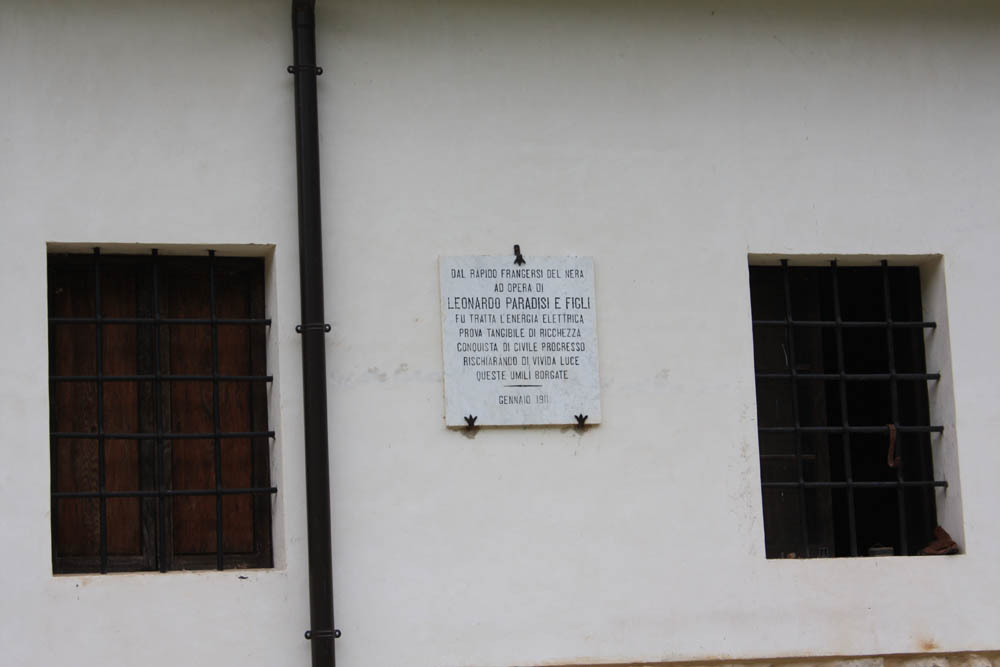 DAL RAPIDO FRANGERSI DEL NERA
AD OPERA DI
LEONARDO PARADISI E FIGLI
FU TRATTA L'ENERGIA ELETTRICA
PROVA TANGIBILE DI RICCHEZZA
CONQUISTA DI CIVILE PROGRESSO
RISCHIARANDO DI VIVIDA LUCE
QUESTE UMILI BORGATE
GENNAIO 1911